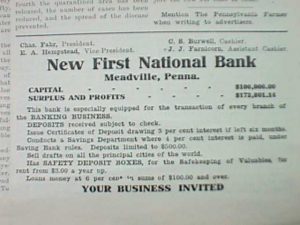 fourth the quarantined area has been
released, the number of cases has been
reduced, and the spread of disease
prevented.
Mention The Pennsylvania Farmer
when writing to advertisers.
Chas. Fahr, President.
E. A. Hempstead, Vice-President.
C. S. Burwell, Cashier.
J. J. Farnicorn, Assistant Cashier.
New First National Bank
Meadville, Penna.
CAPITAL $100,000.00
SURPLUS AND PROFITS
This bank is especially equipped for the transaction of every branch of
the BANKING BUSINESS.
DEPOSITS received subject to check.
Issue Certificates of Deposit drawing 3 per cent interest if left six months.
Conducts a Savings Department where 4 per cent interest is paid, under
Saving Bank rules. Deposits limited to $500.00.
Sell drafts on all the principal cities of the world.
Has SAFETY DEPOSIT BOXES, for the Safekeeping of Valuables, for
rent from $3.00 a year up.
Loans money at 6 per cent in sums of $100.00 and over.
YOUR BUSINESS INVITED